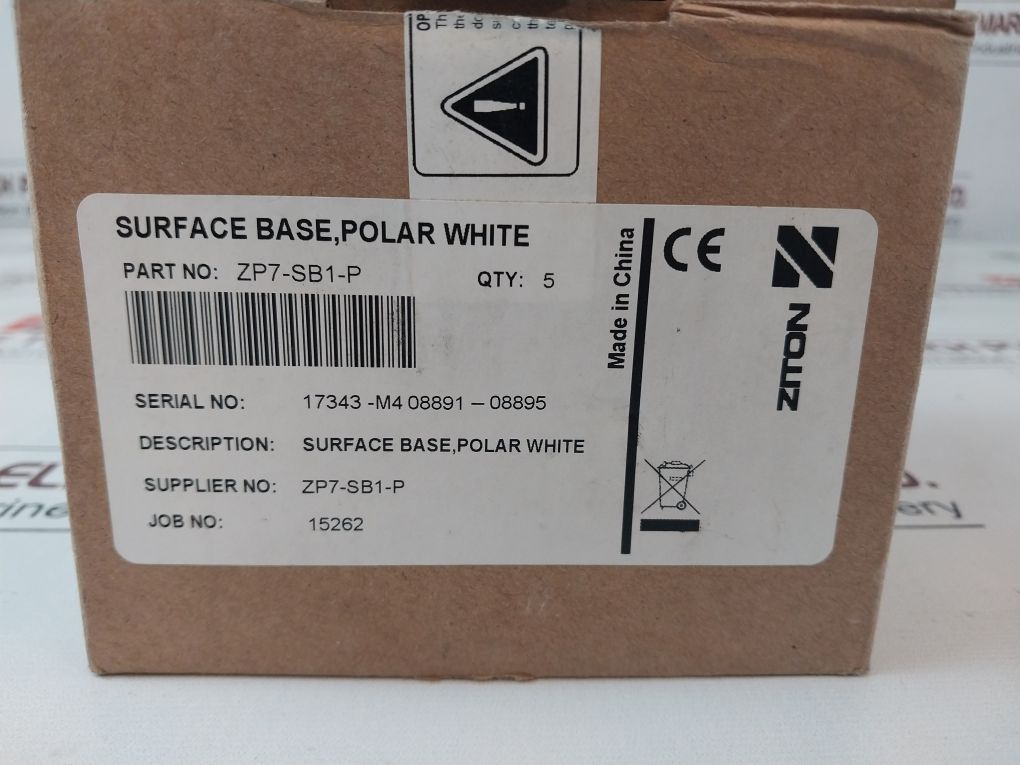 SURFACE BASE,POLAR WHITE
PART NO: ZP7-SB1-P QTY: 5
SERIAL NO: 17343 -M4 08891 – 08895
DESCRIPTION: SURFACE BASE,POLAR WHITE
SUPPLIER NO: ZP7-SB1-P
JOB NO: 15262
Made in China
CE
ZITON